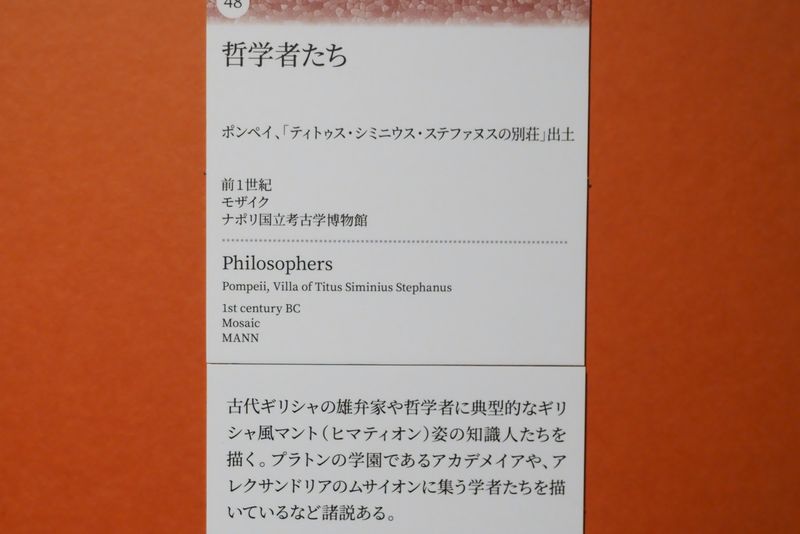 48
哲学者たち
ポンペイ、「ティトゥス・シミニウス・ステファヌスの別荘」出土
前1世紀
モザイク
ナポリ国立考古学博物館
Philosophers
Pompeii, Villa of Titus Siminius Stephanus
1st century BC
Mosaic
MANN
古代ギリシャの雄弁家や哲学者に典型的なギリ
シャ風マント(ヒマティオン)姿の知識人たちを
描く。プラトンの学園であるアカデメイアや、ア
レクサンドリアのムサイオンに集う学者たちを描
いているなど諸説ある。